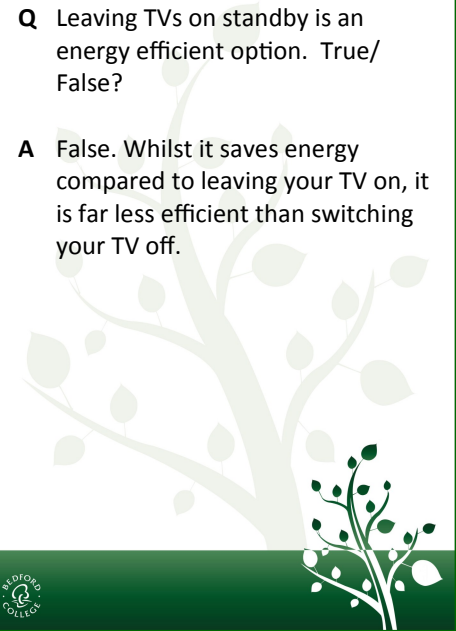 Q Leaving TVs on standby is an
energy efficient option. True/
False?
A False. Whilst it saves energy
compared to leaving your TV on, it
is far less efficient than switching
your TV off.
BEDFORD
COLLEGE